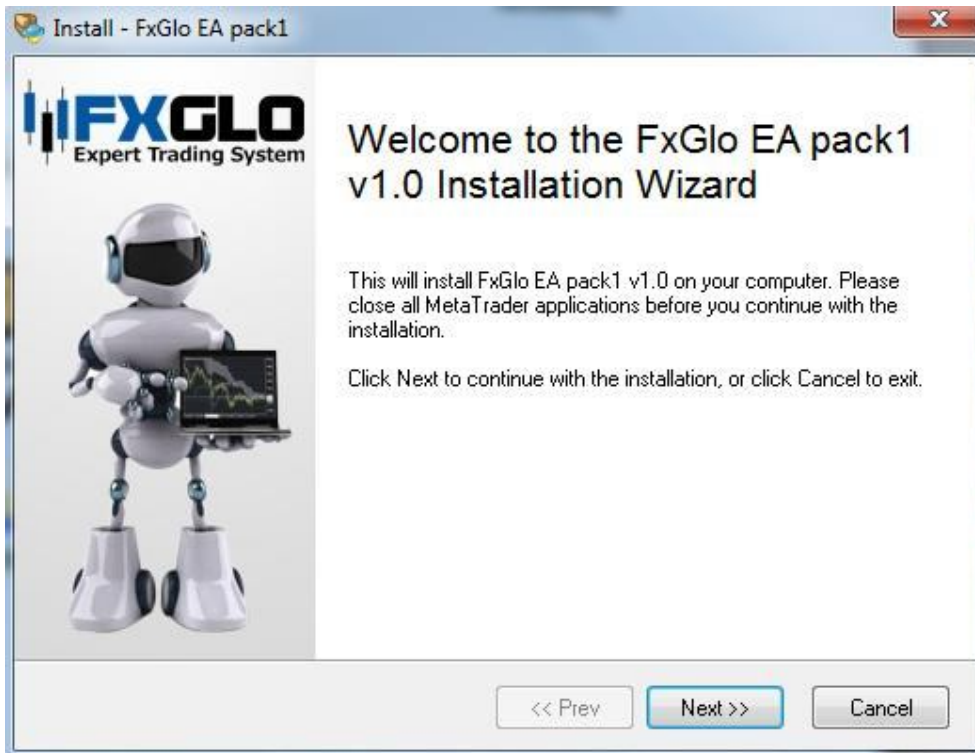 Install - FxGlo EA pack1
FXGLO
Expert Trading System
Welcome to the FxGlo EA pack1
v1.0 Installation Wizard
This will install FxGlo EA pack1 v1.0 on your computer. Please
close all MetaTrader applications before you continue with the
installation.
Click Next to continue with the installation, or click Cancel to exit.
<< Prev
Next >>
Cancel